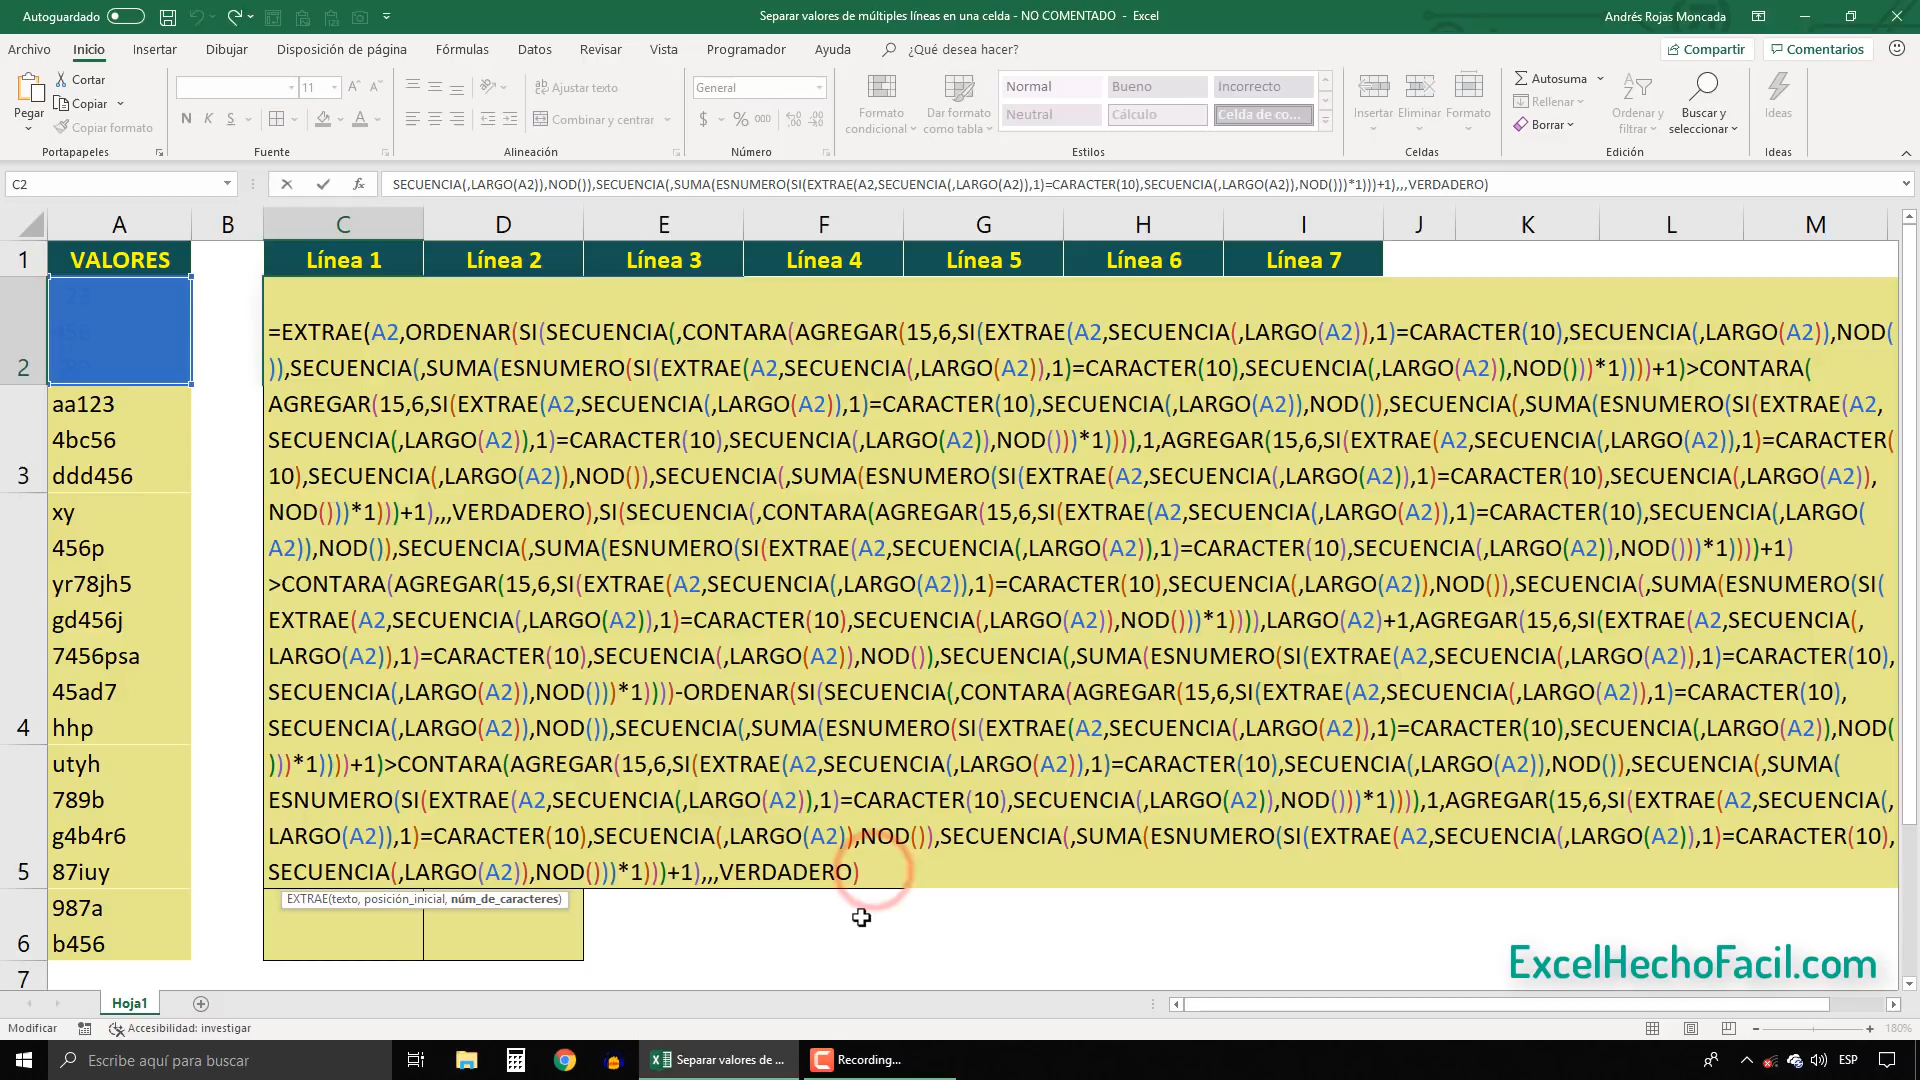 Autoguardado
Separar valores de múltiples líneas en una celda - NO COMENTADO - Excel
Andrés Rojas Moncada
Archivo Inicio Insertar Dibujar Disposición de página Fórmulas Datos Revisar Vista Programador Ayuda ¿Qué desea hacer? Compartir Comentarios
Pegar
Cortar
Copiar
Copiar formato
Portapapeles
11
N K S
Fuente
Ajustar texto
Combinar y centrar
Alineación
General
$ % 000
Número
Formato condicional
Dar formato como tabla
Normal Bueno Incorrecto
Neutral Cálculo Celda de co...
Estilos
Insertar Eliminar Formato
Celdas
Autosuma
Rellenar
Borrar
Ordenar y filtrar
Buscar y seleccionar
Edición
Ideas
Ideas
C2
fx
SECUENCIA(,LARGO(A2)),NOD()),SECUENCIA(,SUMA(ESNUMERO(SI(EXTRAE(A2,SECUENCIA(,LARGO(A2)),1)=CARACTER(10),SECUENCIA(,LARGO(A2)),NOD()))*1)))+1),,,VERDADERO)
A B C D E F G H I J K L M
1 VALORES Línea 1 Línea 2 Línea 3 Línea 4 Línea 5 Línea 6 Línea 7
=EXTRAE(A2,ORDENAR(SI(SECUENCIA(,CONTARA(AGREGAR(15,6,SI(EXTRAE(A2,SECUENCIA(,LARGO(A2)),1)=CARACTER(10),SECUENCIA(,LARGO(A2)),NOD(
2 )),SECUENCIA(,SUMA(ESNUMERO(SI(EXTRAE(A2,SECUENCIA(,LARGO(A2)),1)=CARACTER(10),SECUENCIA(,LARGO(A2)),NOD()))*1))))+1)>CONTARA(
aa123 AGREGAR(15,6,SI(EXTRAE(A2,SECUENCIA(,LARGO(A2)),1)=CARACTER(10),SECUENCIA(,LARGO(A2)),NOD()),SECUENCIA(,SUMA(ESNUMERO(SI(EXTRAE(A2,
4bc56 SECUENCIA(,LARGO(A2)),1)=CARACTER(10),SECUENCIA(,LARGO(A2)),NOD()))*1)))),1,AGREGAR(15,6,SI(EXTRAE(A2,SECUENCIA(,LARGO(A2)),1)=CARACTER(
3 ddd456 10),SECUENCIA(,LARGO(A2)),NOD()),SECUENCIA(,SUMA(ESNUMERO(SI(EXTRAE(A2,SECUENCIA(,LARGO(A2)),1)=CARACTER(10),SECUENCIA(,LARGO(A2)),
xy NOD()))*1)))+1),,,VERDADERO),SI(SECUENCIA(,CONTARA(AGREGAR(15,6,SI(EXTRAE(A2,SECUENCIA(,LARGO(A2)),1)=CARACTER(10),SECUENCIA(,LARGO(
456p A2)),NOD()),SECUENCIA(,SUMA(ESNUMERO(SI(EXTRAE(A2,SECUENCIA(,LARGO(A2)),1)=CARACTER(10),SECUENCIA(,LARGO(A2)),NOD()))*1))))+1)
yr78jh5 >CONTARA(AGREGAR(15,6,SI(EXTRAE(A2,SECUENCIA(,LARGO(A2)),1)=CARACTER(10),SECUENCIA(,LARGO(A2)),NOD()),SECUENCIA(,SUMA(ESNUMERO(SI(
gd456j EXTRAE(A2,SECUENCIA(,LARGO(A2)),1)=CARACTER(10),SECUENCIA(,LARGO(A2)),NOD()))*1)))),LARGO(A2)+1,AGREGAR(15,6,SI(EXTRAE(A2,SECUENCIA(,
7456psa LARGO(A2)),1)=CARACTER(10),SECUENCIA(,LARGO(A2)),NOD()),SECUENCIA(,SUMA(ESNUMERO(SI(EXTRAE(A2,SECUENCIA(,LARGO(A2)),1)=CARACTER(10),
45ad7 SECUENCIA(,LARGO(A2)),NOD()))*1))))-ORDENAR(SI(SECUENCIA(,CONTARA(AGREGAR(15,6,SI(EXTRAE(A2,SECUENCIA(,LARGO(A2)),1)=CARACTER(10),
4 hhp SECUENCIA(,LARGO(A2)),NOD()),SECUENCIA(,SUMA(ESNUMERO(SI(EXTRAE(A2,SECUENCIA(,LARGO(A2)),1)=CARACTER(10),SECUENCIA(,LARGO(A2)),NOD(
utyh )))*1))))+1)>CONTARA(AGREGAR(15,6,SI(EXTRAE(A2,SECUENCIA(,LARGO(A2)),1)=CARACTER(10),SECUENCIA(,LARGO(A2)),NOD()),SECUENCIA(,SUMA(
789b ESNUMERO(SI(EXTRAE(A2,SECUENCIA(,LARGO(A2)),1)=CARACTER(10),SECUENCIA(,LARGO(A2)),NOD()))*1)))),1,AGREGAR(15,6,SI(EXTRAE(A2,SECUENCIA(,
g4b4r6 LARGO(A2)),1)=CARACTER(10),SECUENCIA(,LARGO(A2)),NOD()),SECUENCIA(,SUMA(ESNUMERO(SI(EXTRAE(A2,SECUENCIA(,LARGO(A2)),1)=CARACTER(10),
5 87iuy SECUENCIA(,LARGO(A2)),NOD()))*1)))+1),,,VERDADERO)
987a EXTRAE(texto, posición_inicial, núm_de_caracteres)
6 b456
7
ExcelHechoFacil.com
Hoja1
Modificar Accesibilidad: investigar 180%
Escribe aquí para buscar
Separar valores de ...
Recording...
ESP